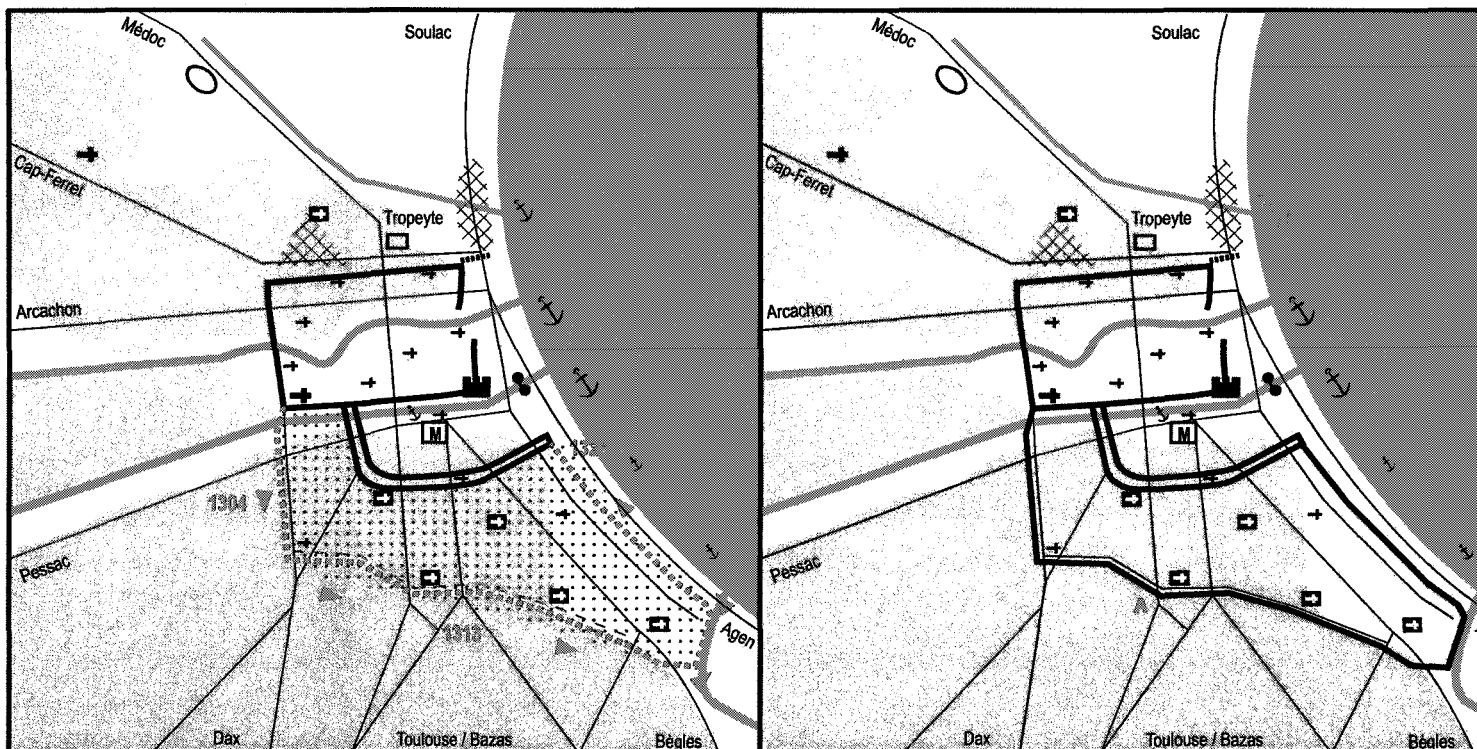 Médoc
Soulac
Cap-Ferret
Tropeyte
Arcachon
M
1304
Pessac
1313
Agen
Dax
Toulouse / Bazas
Bègles
Médoc
Soulac
Cap-Ferret
Tropeyte
Arcachon
M
Pessac
Dax
Toulouse / Bazas
Bègles